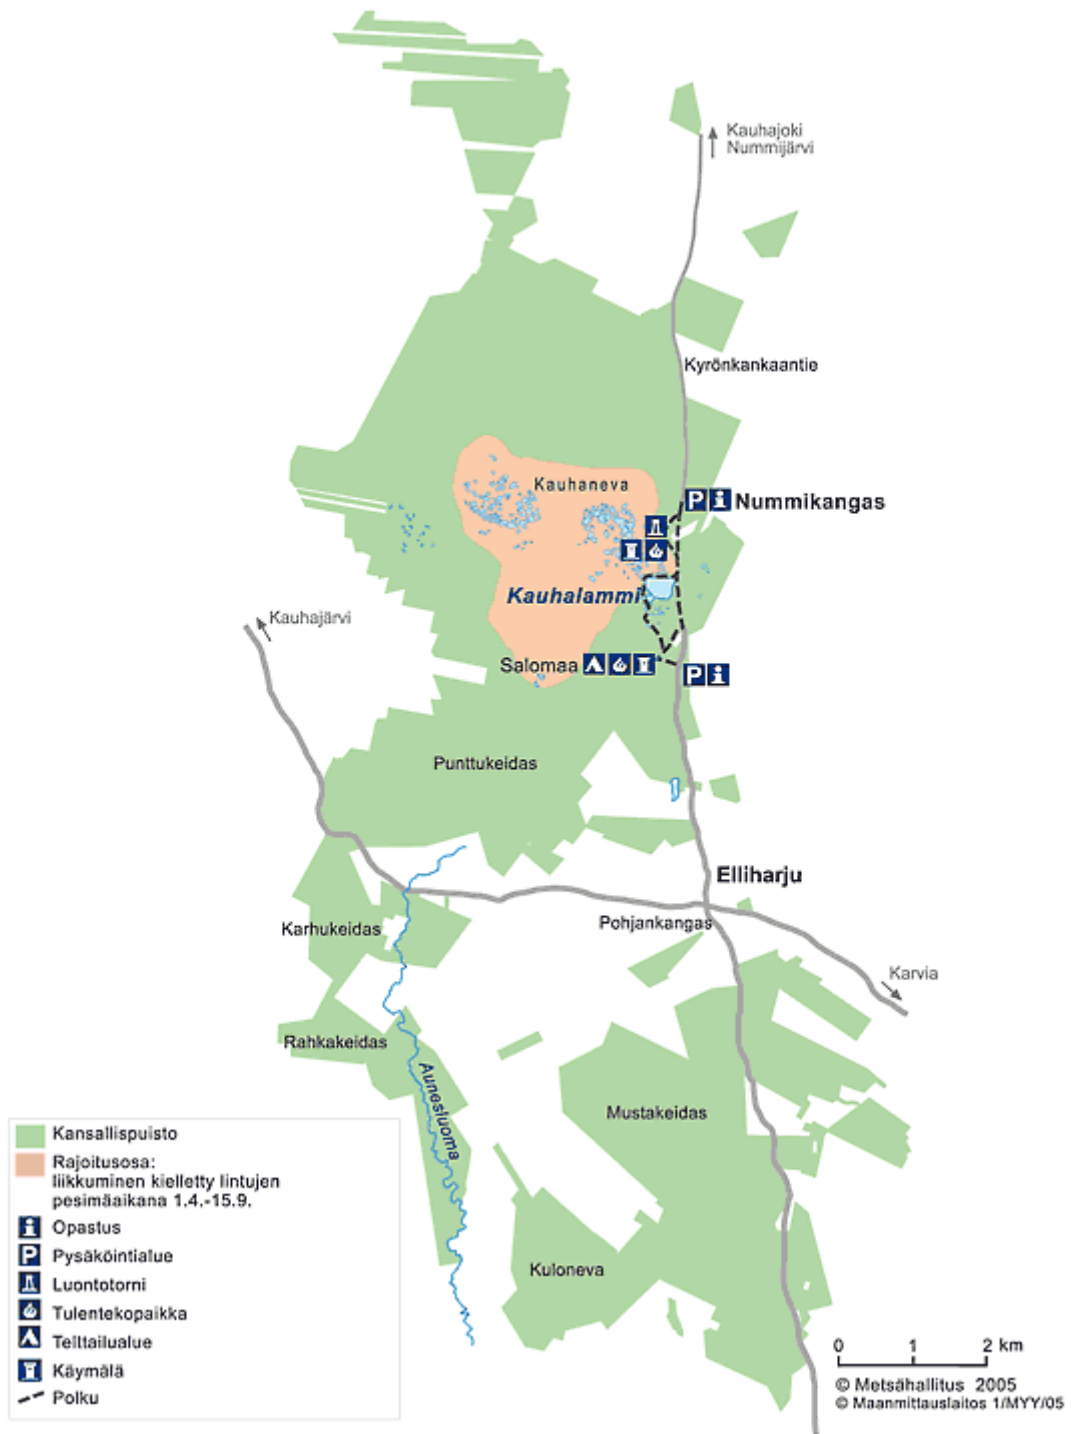 Kauhajoki
Nummijärvi
Kyrönkankaantie
Kauhaneva
P i Nummikangas
Kauhalammi
Kauhajärvi
Salomaa
P i
Punttukeidas
Elliharju
Pohjankangas
Karhukeidas
Karvia
Rahkakeidas
Aunesluoma
Mustakeidas
Kuloneva
Kansallispuisto
Rajoitusosa:
liikkuminen kielletty lintujen
pesimäaikana 1.4.-15.9.
i Opastus
P Pysäköintialue
Luontotorni
Tulentekopaikka
Telttailualue
Käymälä
Polku
0 1 2 km
© Metsähallitus 2005
© Maanmittauslaitos 1/MYY/05